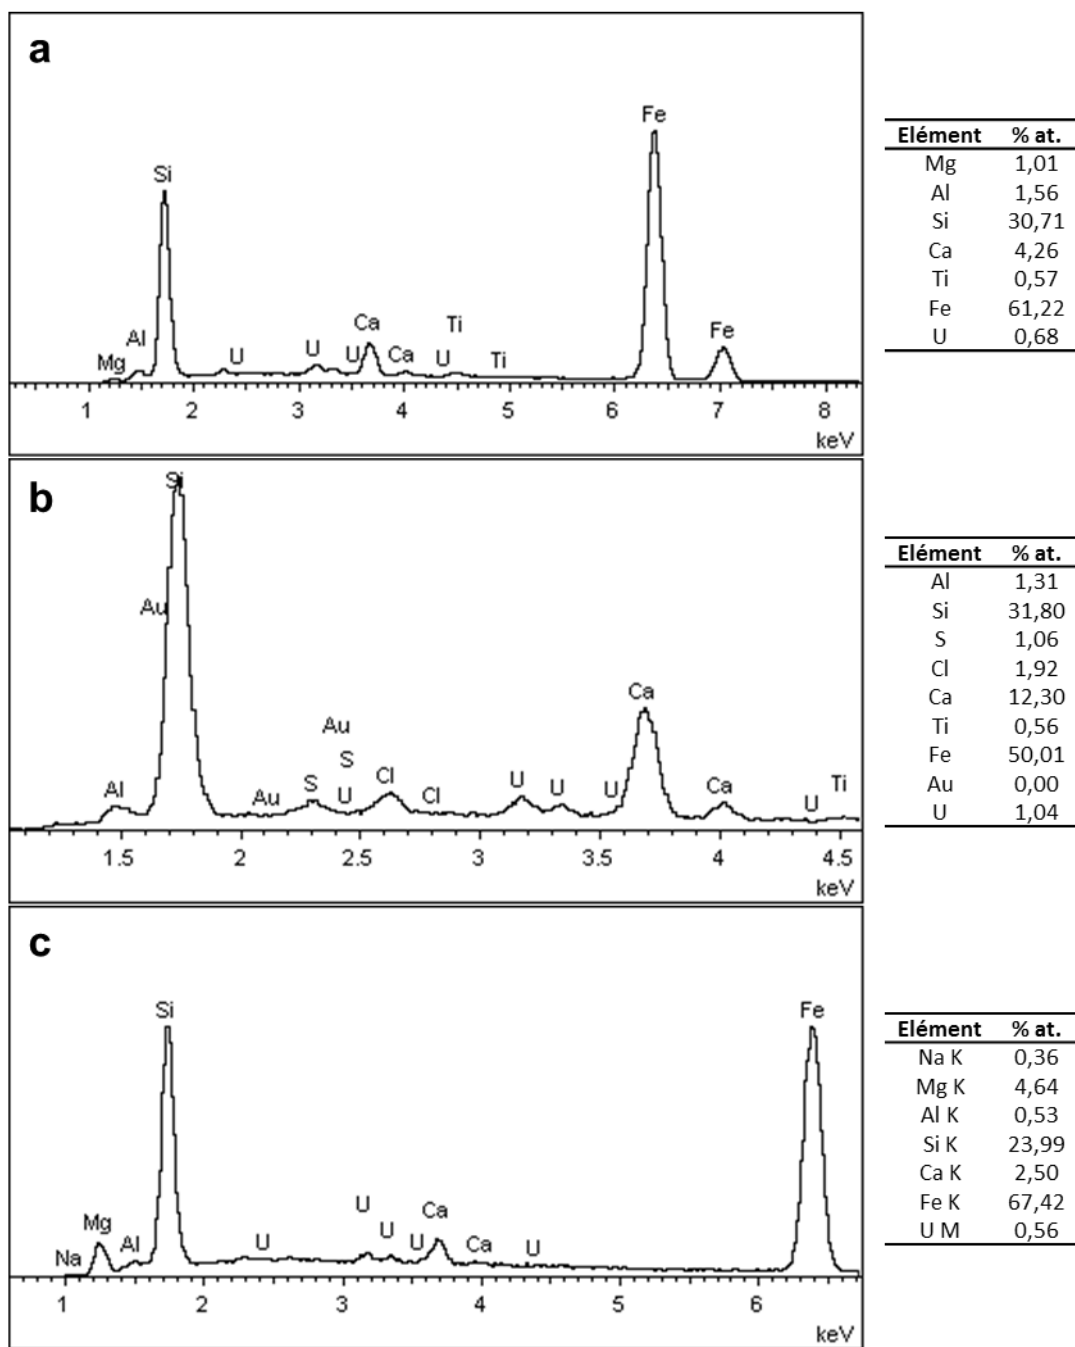 a
Fe
Si
Ca
Ti
Al
U
U
U
Ca
U
Ti
Fe
Mg
1 2 3 4 5 6 7 8
keV
Elément % at.
Mg 1,01
Al 1,56
Si 30,71
Ca 4,26
Ti 0,57
Fe 61,22
U 0,68
b
Si
Au
Ca
Au
S
Al
Au
S
U
Cl
Cl
U
U
U
Ca
U
Ti
1.5 2 2.5 3 3.5 4 4.5
keV
Elément % at.
Al 1,31
Si 31,80
S 1,06
Cl 1,92
Ca 12,30
Ti 0,56
Fe 50,01
Au 0,00
U 1,04
c
Si
Fe
U
Ca
Mg
Na
Al
U
U
U
Ca
U
1 2 3 4 5 6
keV
Elément % at.
Na K 0,36
Mg K 4,64
Al K 0,53
Si K 23,99
Ca K 2,50
Fe K 67,42
U M 0,56